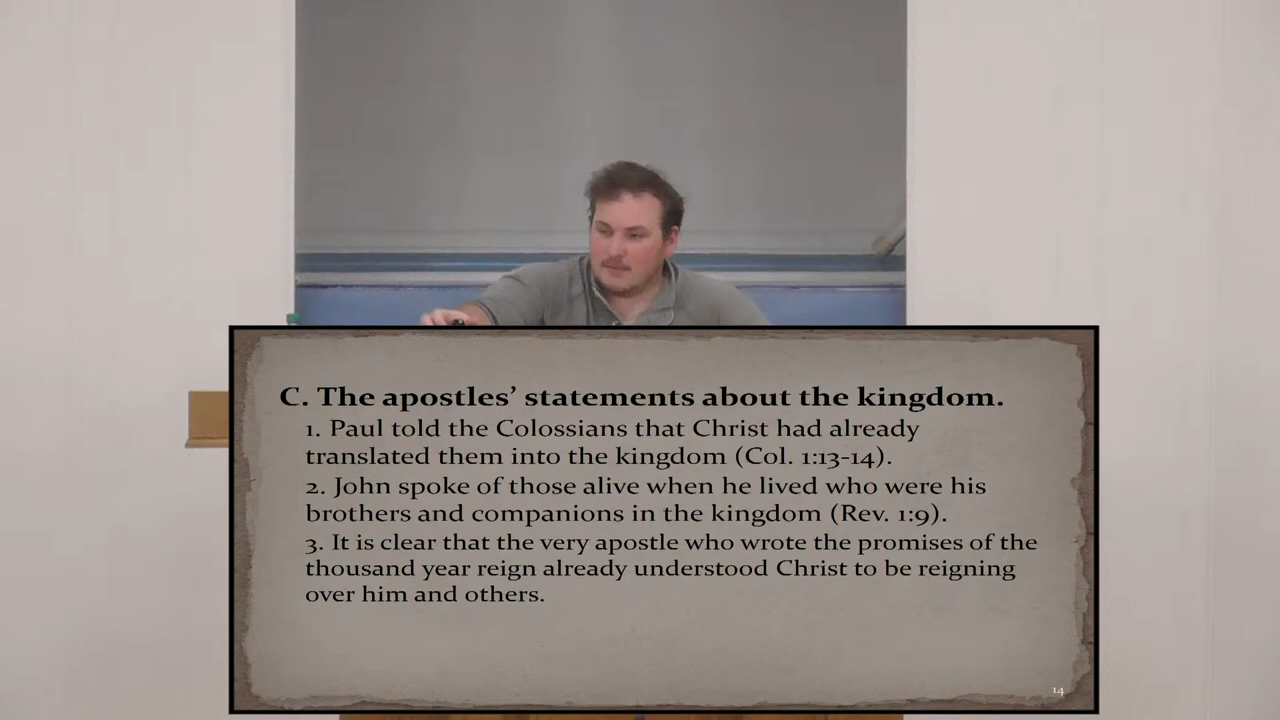 C. The apostles’ statements about the kingdom.
1. Paul told the Colossians that Christ had already
translated them into the kingdom (Col. 1:13-14).
2. John spoke of those alive when he lived who were his
brothers and companions in the kingdom (Rev. 1:9).
3. It is clear that the very apostle who wrote the promises of the
thousand year reign already understood Christ to be reigning
over him and others.
14